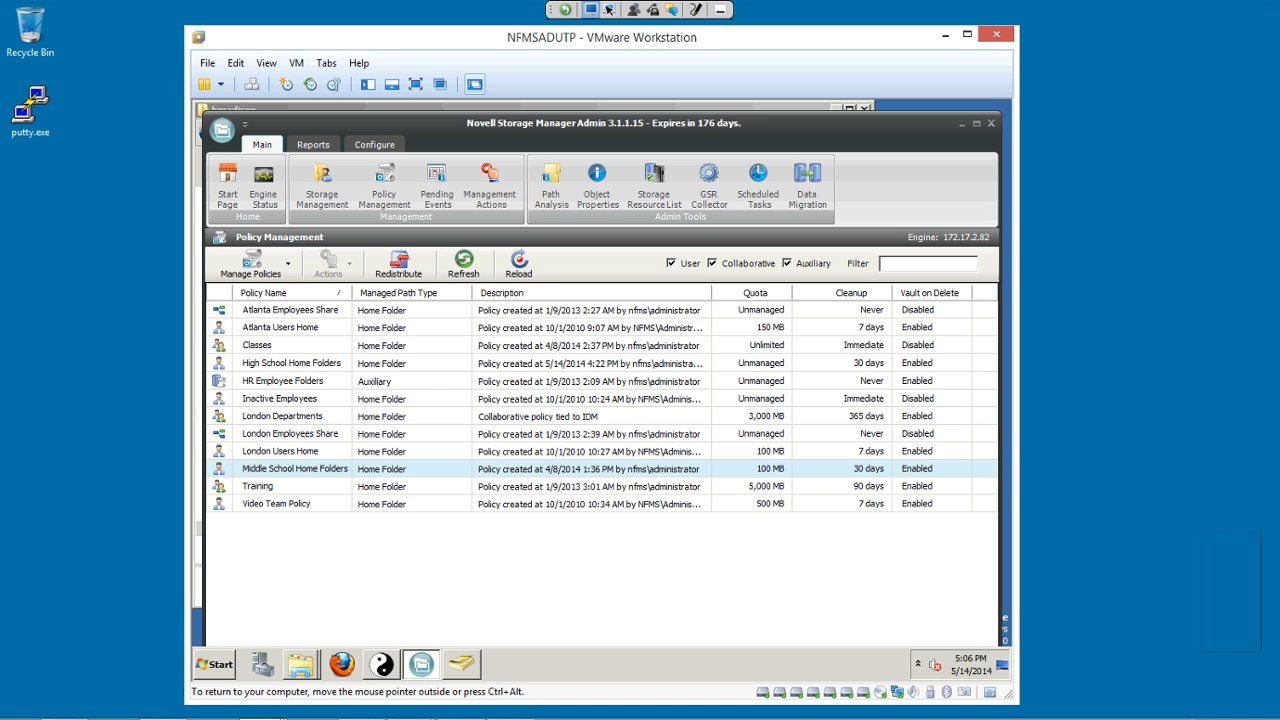 Recycle Bin
putty.exe
NFMSADUTP - VMware Workstation
File Edit View VM Tabs Help
Novell Storage Manager Admin 3.1.1.15 - Expires in 176 days.
Main Reports Configure
Start Page
Engine Status
Storage Management
Policy Management
Pending Events
Management Actions
Path Analysis
Object Properties
Storage Resource List
GSR Collector
Scheduled Tasks
Data Migration
Home Management Admin Tools
Policy Management Engine: 172.17.2.82
Manage Policies Actions Redistribute Refresh Reload User Collaborative Auxiliary Filter
Policy Name / Managed Path Type Description Quota Cleanup Vault on Delete
Atlanta Employees Share Home Folder Policy created at 1/9/2013 2:27 AM by nfms\administrator Unmanaged Never Disabled
Atlanta Users Home Home Folder Policy created at 10/1/2010 9:07 AM by NFMS\Administr... 150 MB 7 days Enabled
Classes Home Folder Policy created at 4/8/2014 2:37 PM by nfms\administrator Unlimited Immediate Disabled
High School Home Folders Home Folder Policy created at 5/14/2014 4:22 PM by nfms\administra... Unmanaged 30 days Enabled
HR Employee Folders Auxiliary Policy created at 1/9/2013 2:09 AM by nfms\administrator Unmanaged Never Enabled
Inactive Employees Home Folder Policy created at 10/1/2010 10:24 AM by NFMS\Adminis... Unmanaged Immediate Disabled
London Departments Home Folder Collaborative policy tied to IDM 3,000 MB 365 days Enabled
London Employees Share Home Folder Policy created at 1/9/2013 2:39 AM by nfms\administrator Unmanaged Never Disabled
London Users Home Home Folder Policy created at 10/1/2010 10:27 AM by NFMS\Adminis... 100 MB 7 days Enabled
Middle School Home Folders Home Folder Policy created at 4/8/2014 1:36 PM by nfms\administrator 100 MB 30 days Enabled
Training Home Folder Policy created at 1/9/2013 3:01 AM by nfms\administrator 5,000 MB 90 days Enabled
Video Team Policy Home Folder Policy created at 10/1/2010 10:34 AM by NFMS\Adminis... 500 MB 7 days Enabled
Start
5:06 PM
5/14/2014
To return to your computer, move the mouse pointer outside or press Ctrl+Alt.